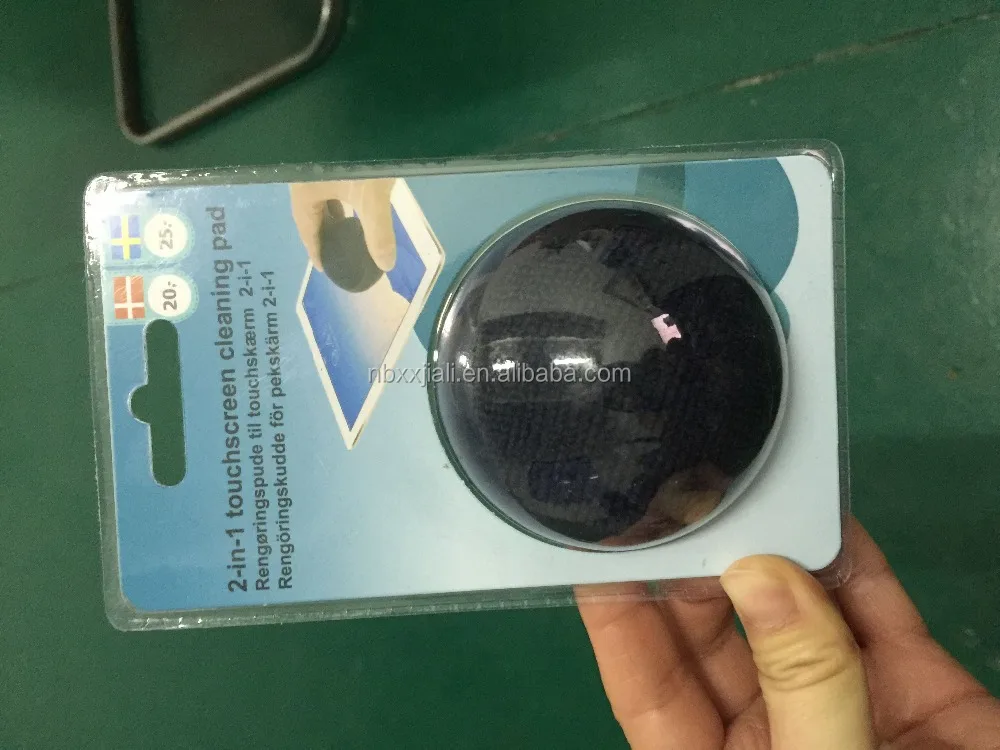 25:-
20:-
2-in-1 touchscreen cleaning pad
Rengøringspude til touchskærm 2-i-1
Rengöringskudde för pekskärm 2-i-1
nbxxjiali.en.alibaba.com